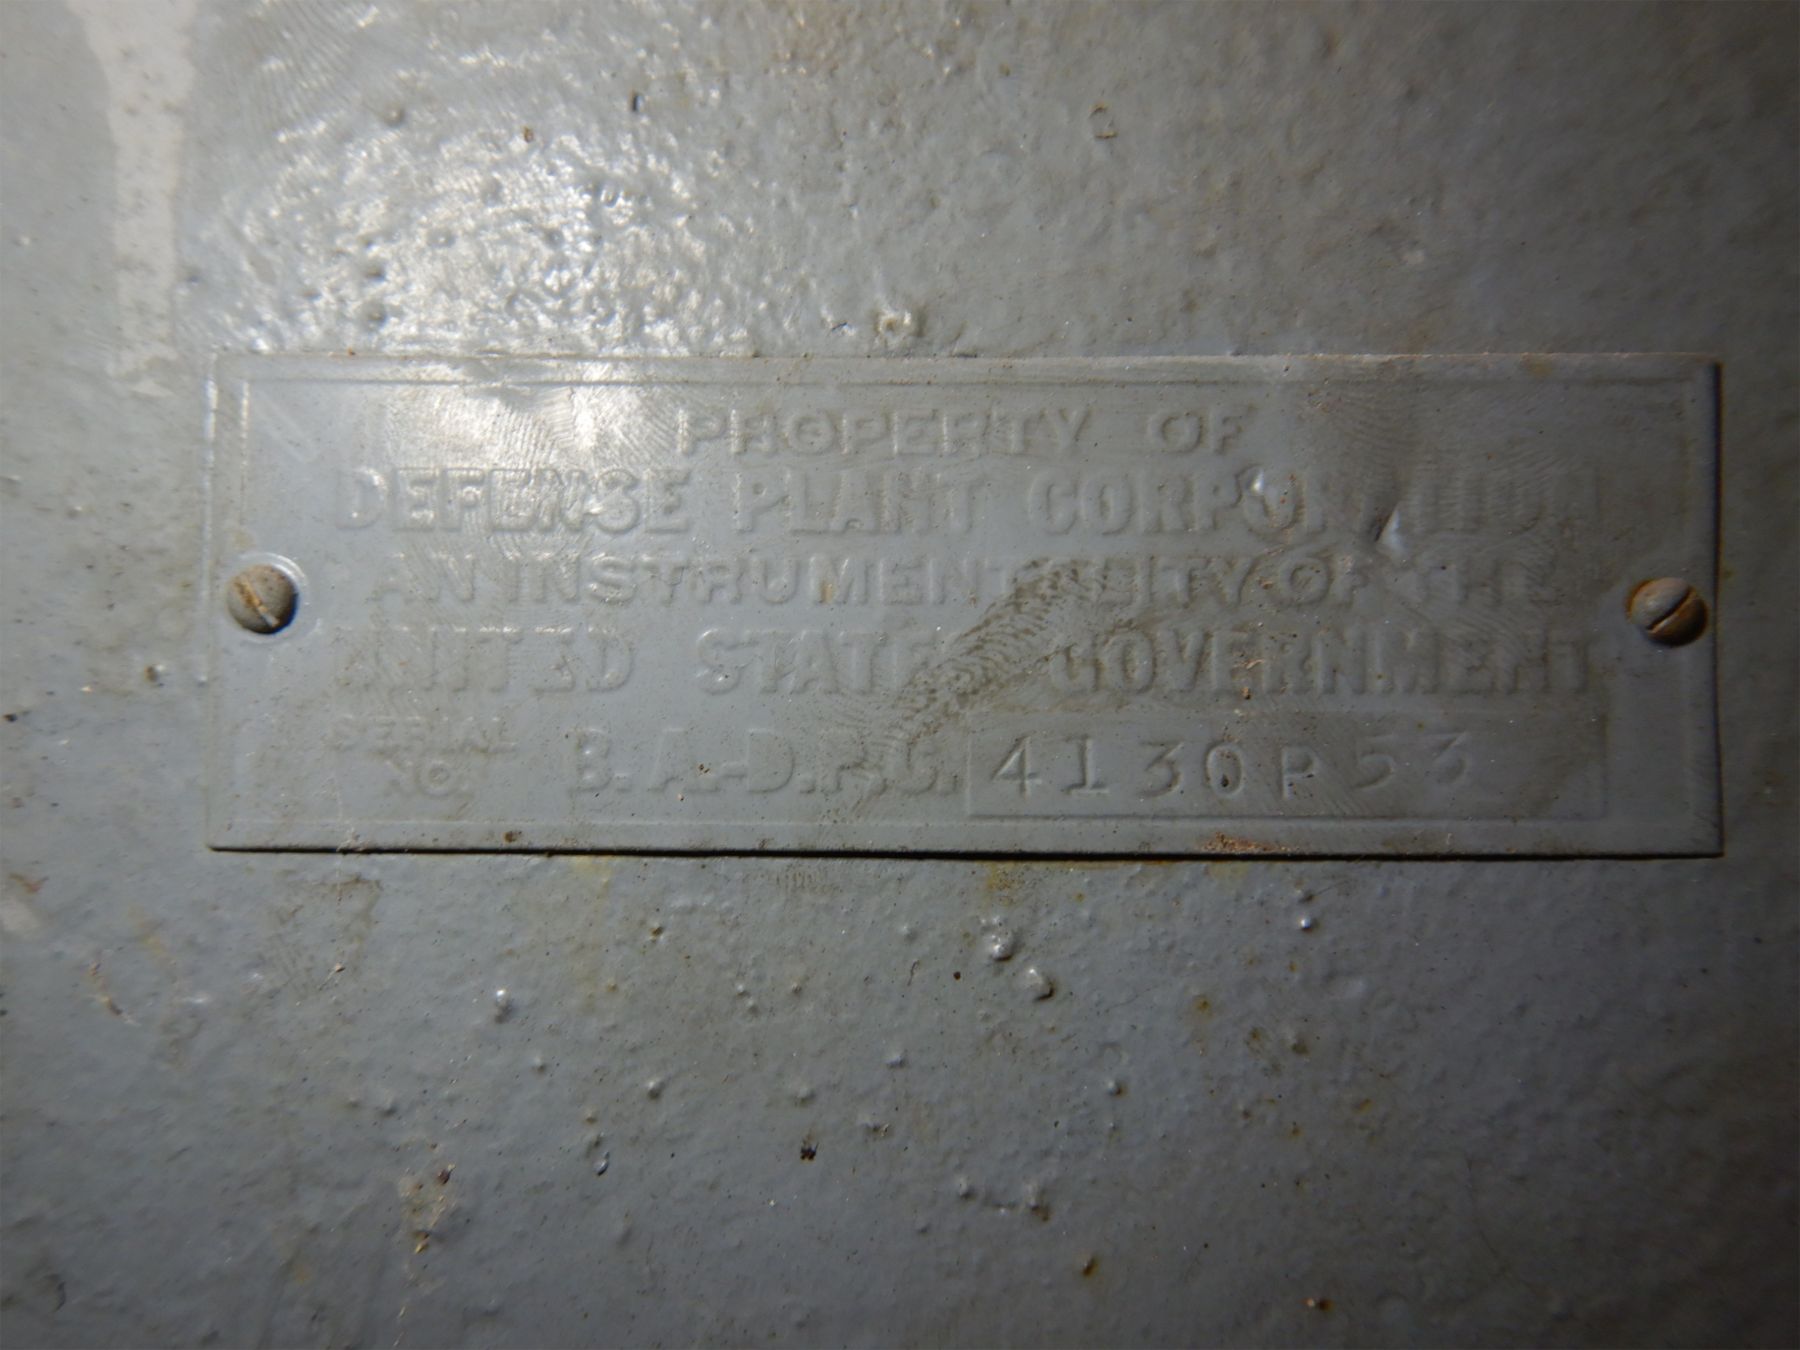 PROPERTY OF
DEFENSE PLANT CORPORATION
AN INSTRUMENTALITY OF THE
UNITED STATES GOVERNMENT
SERIAL NO. B.A.-D.P.C. 4130P53